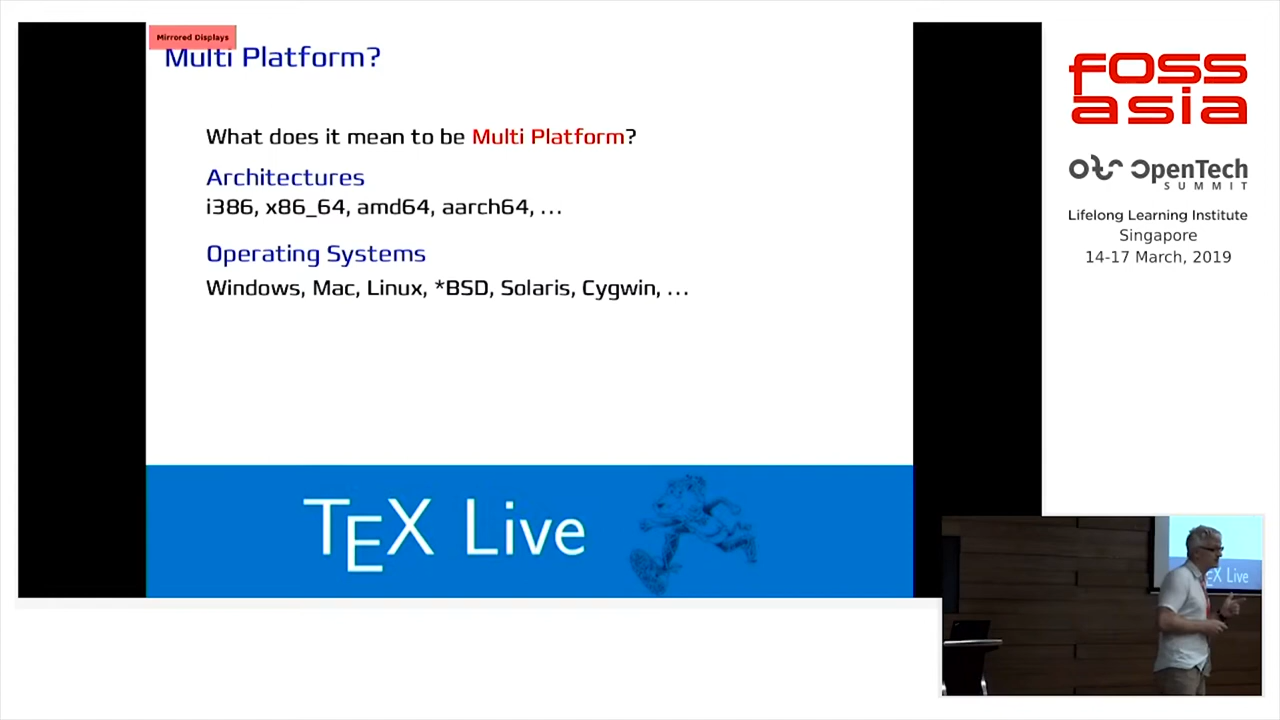 Mirrored Displays
Multi Platform?
What does it mean to be Multi Platform?
Architectures
i386, x86_64, amd64, aarch64, ...
Operating Systems
Windows, Mac, Linux, *BSD, Solaris, Cygwin, ...
TEX Live
fOSS
asia
OpenTech
SUMMIT
Lifelong Learning Institute
Singapore
14-17 March, 2019
EX Live